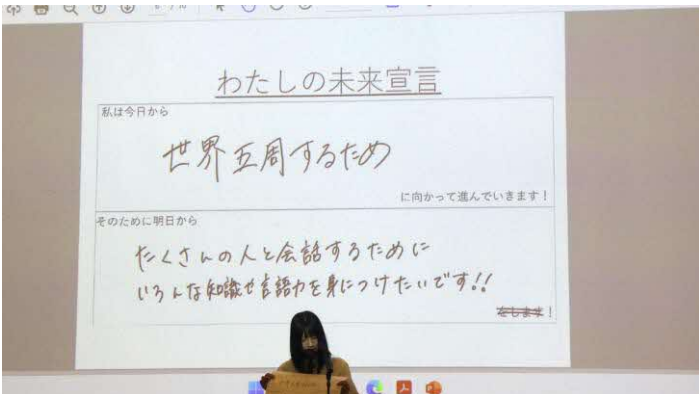 わたしの未来宣言
私は今日から
世界五周するため
に向かって進んでいきます！
そのために明日から
たくさんの人と会話するために
いろんな知識や言語力を身につけたいです!!
をします！